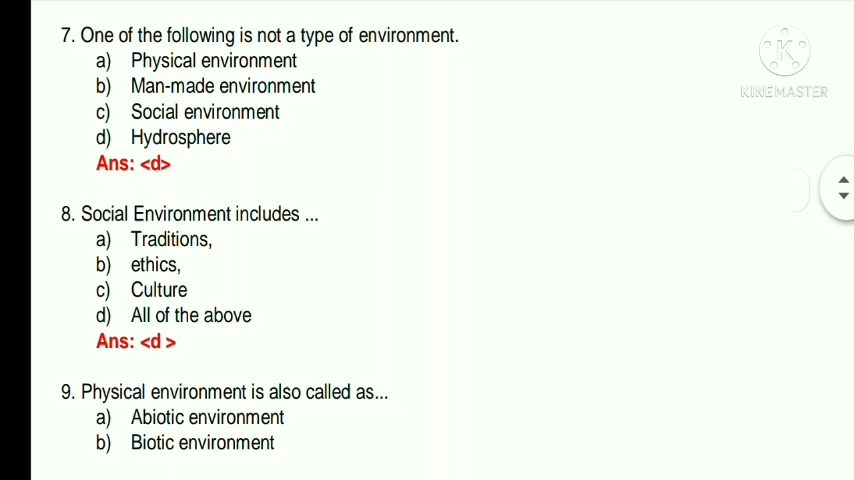 7. One of the following is not a type of environment.
a) Physical environment
b) Man-made environment
c) Social environment
d) Hydrosphere
Ans: <d>
8. Social Environment includes ...
a) Traditions,
b) ethics,
c) Culture
d) All of the above
Ans: <d >
9. Physical environment is also called as...
a) Abiotic environment
b) Biotic environment
K
KINEMASTER